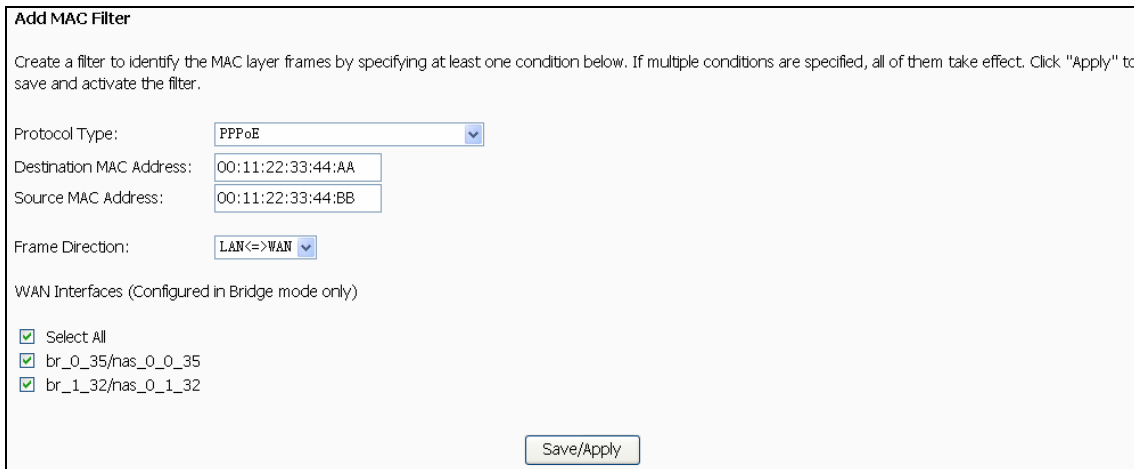 Add MAC Filter
Create a filter to identify the MAC layer frames by specifying at least one condition below. If multiple conditions are specified, all of them take effect. Click "Apply" to
save and activate the filter.
Protocol Type: PPPoE
Destination MAC Address: 00:11:22:33:44:AA
Source MAC Address: 00:11:22:33:44:BB
Frame Direction: LAN<=>WAN
WAN Interfaces (Configured in Bridge mode only)
Select All
br_0_35/nas_0_0_35
br_1_32/nas_0_1_32
Save/Apply